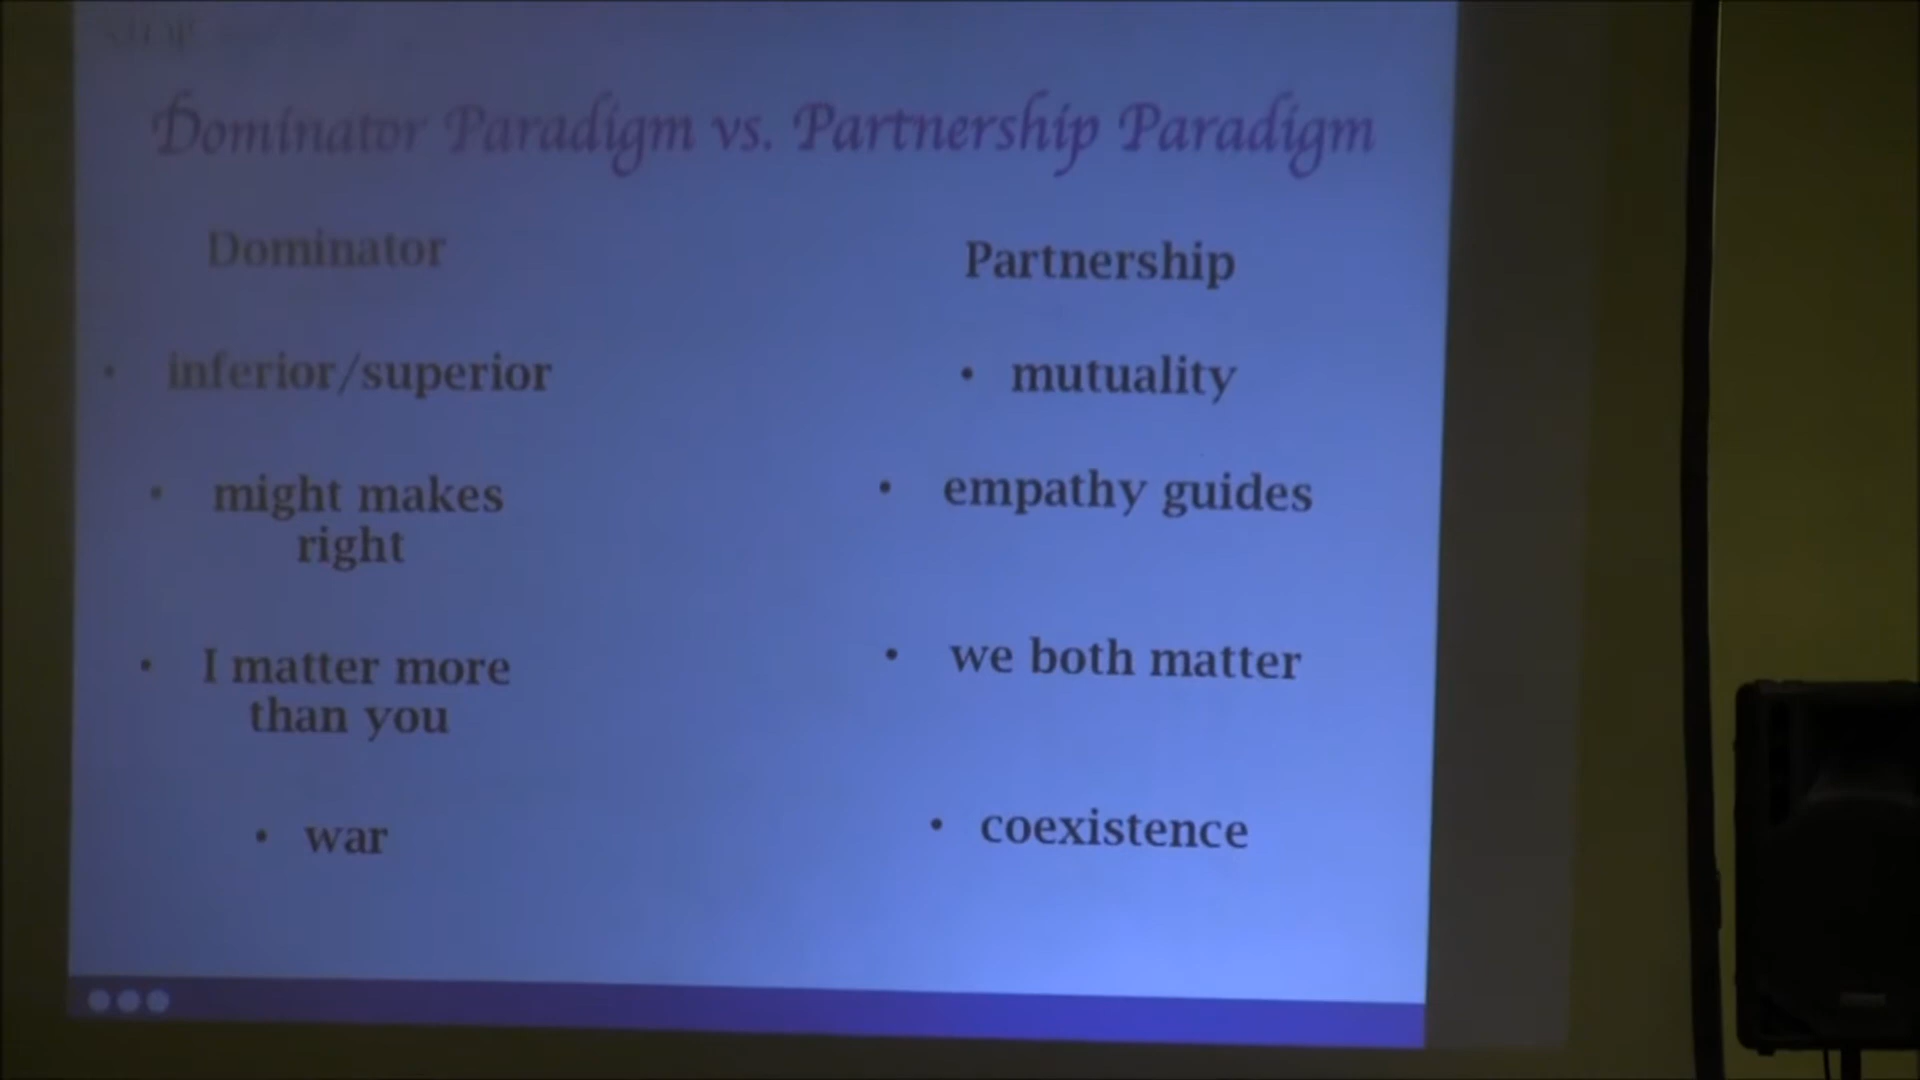 Dominator Paradigm vs. Partnership Paradigm
Dominator
• inferior/superior
• might makes
right
• I matter more
than you
• war
Partnership
• mutuality
• empathy guides
• we both matter
• coexistence